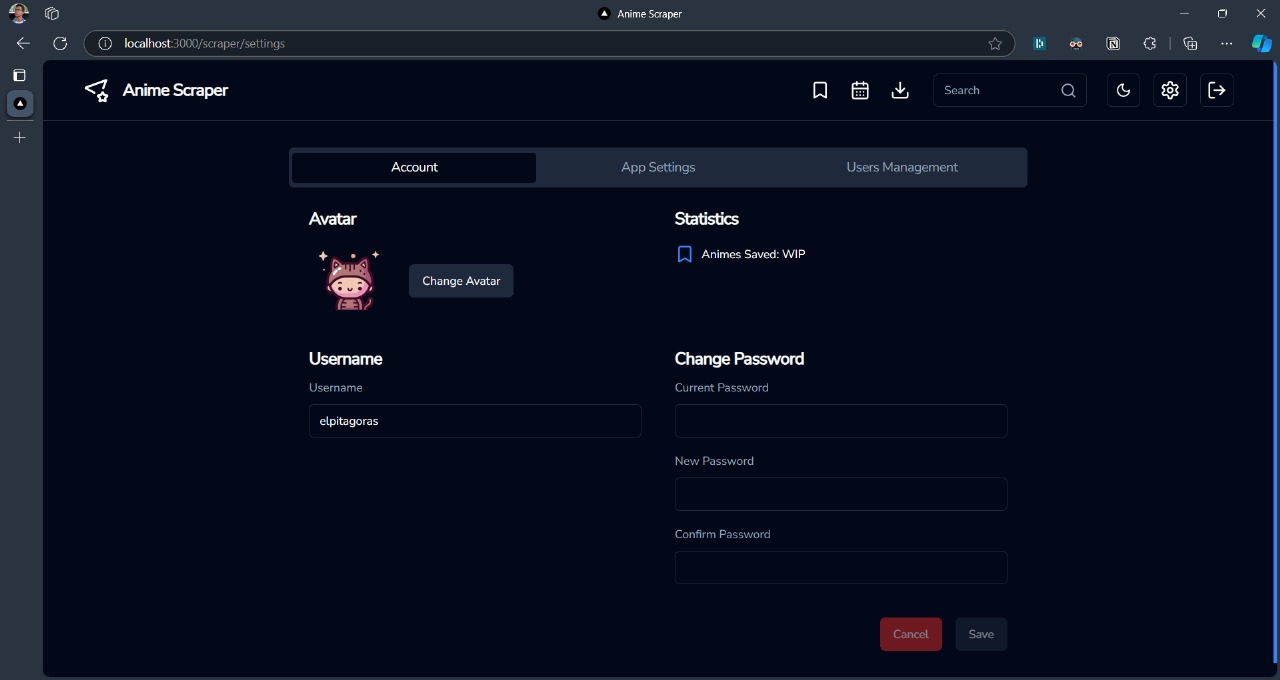 Anime Scraper
localhost:3000/scraper/settings
Anime Scraper
Search
Account
App Settings
Users Management
Avatar
Change Avatar
Statistics
Animes Saved: WIP
Username
Username
elpitagoras
Change Password
Current Password
New Password
Confirm Password
Cancel
Save